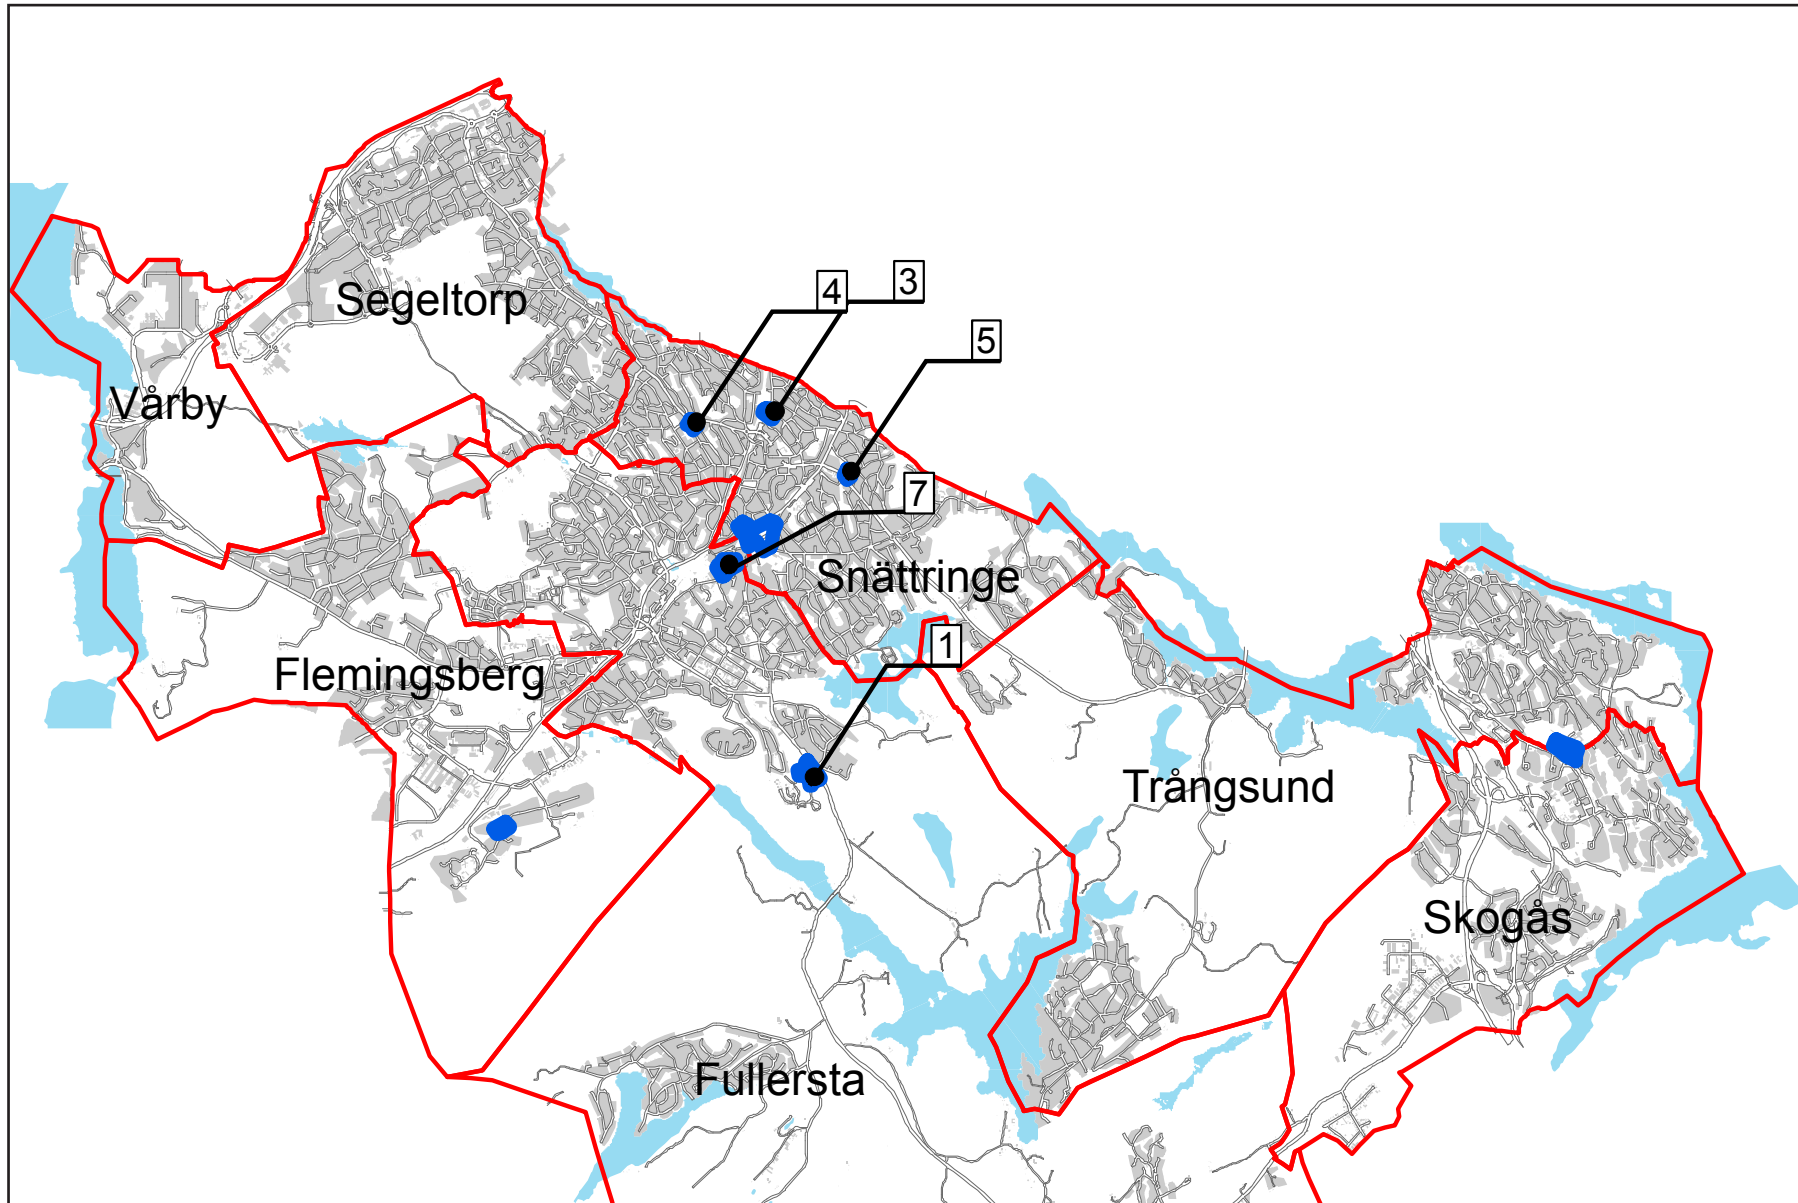 3
4
Segeltorp
5
Vårby
7
Snättringe
1
Flemingsberg
Trångsund
Skogås
Fullersta